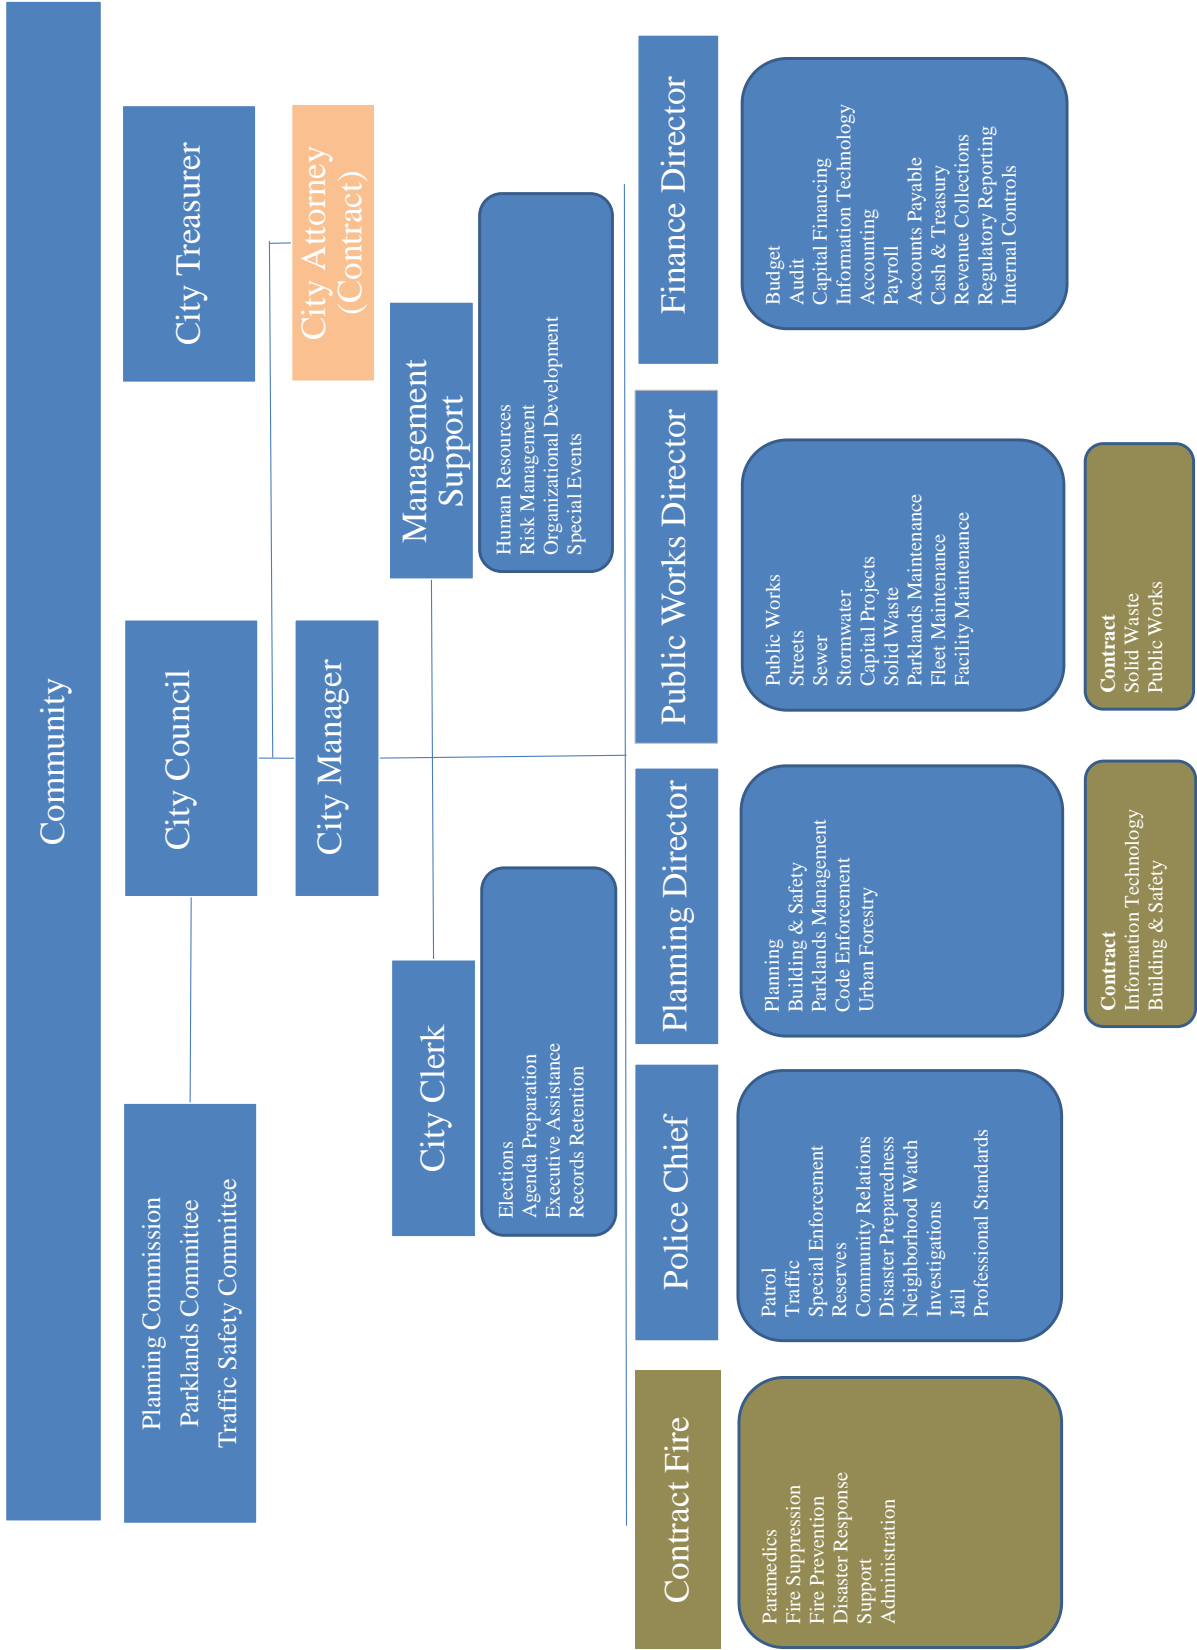 Community
Planning Commission
Parklands Committee
Traffic Safety Committee
City Council
City Treasurer
City Manager
City Attorney
(Contract)
City Clerk
Elections
Agenda Preparation
Executive Assistance
Records Retention
Management
Support
Human Resources
Risk Management
Organizational Development
Special Events
Contract Fire
Paramedics
Fire Suppression
Fire Prevention
Disaster Response
Support
Administration
Police Chief
Patrol
Traffic
Special Enforcement
Reserves
Community Relations
Disaster Preparedness
Neighborhood Watch
Investigations
Jail
Professional Standards
Planning Director
Planning
Building & Safety
Parklands Management
Code Enforcement
Urban Forestry
Contract
Information Technology
Building & Safety
Public Works Director
Public Works
Streets
Sewer
Stormwater
Capital Projects
Solid Waste
Parklands Maintenance
Fleet Maintenance
Facility Maintenance
Contract
Solid Waste
Public Works
Finance Director
Budget
Audit
Capital Financing
Information Technology
Accounting
Payroll
Accounts Payable
Cash & Treasury
Revenue Collections
Regulatory Reporting
Internal Controls